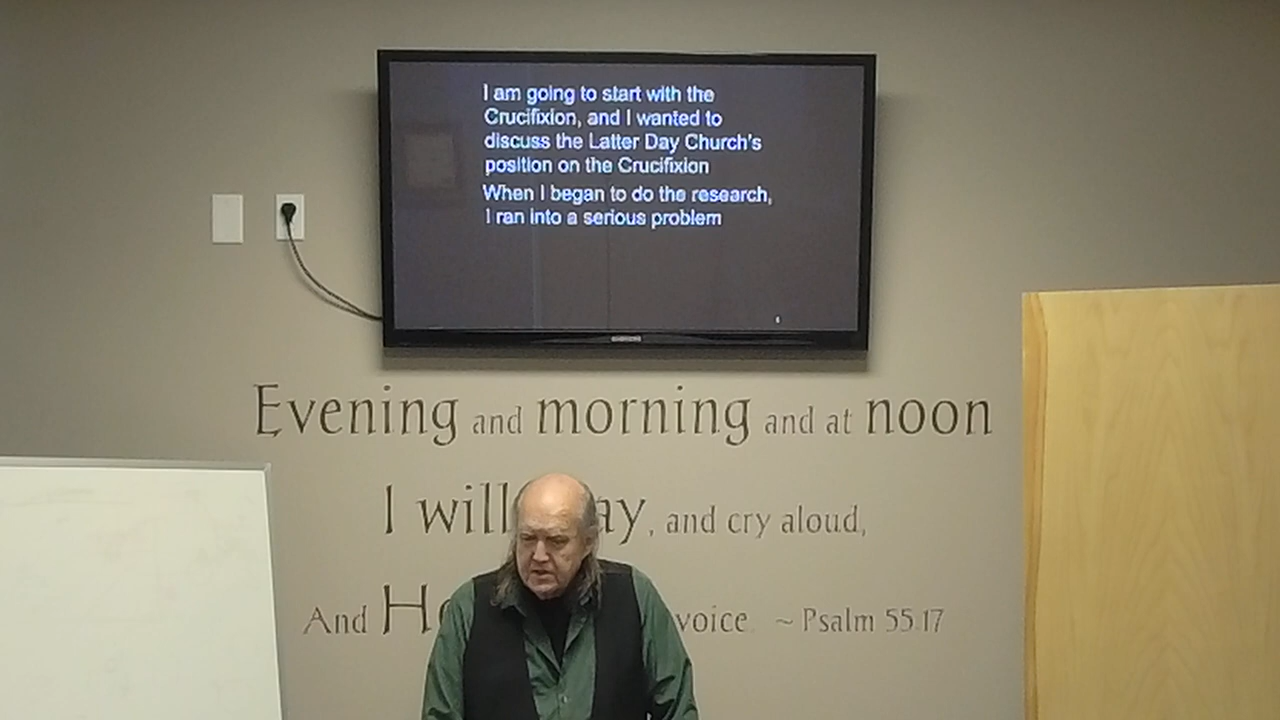 I am going to start with the
Crucifixion, and I wanted to
discuss the Latter Day Church's
position on the Crucifixion
When I began to do the research,
I ran into a serious problem
Evening and morning and at noon
I will ay, and cry aloud,
And H voice. ~ Psalm 55:17